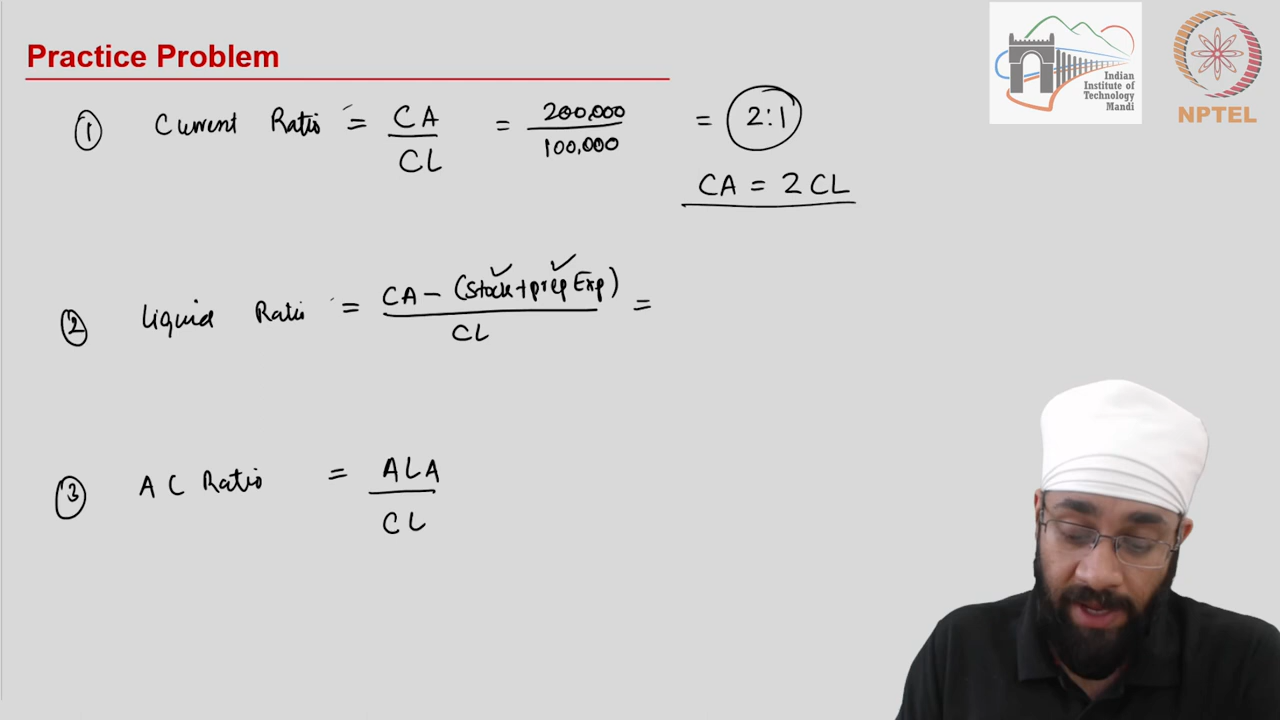 Practice Problem
Indian
Institute of
Technology
Mandi
NPTEL
① Current Ratio = CA / CL = 200,000 / 100,000 = 2:1
CA = 2 CL
② Liquid Ratio = CA - (Stock + prep Exp) / CL =
③ A C Ratio = ALA / CL